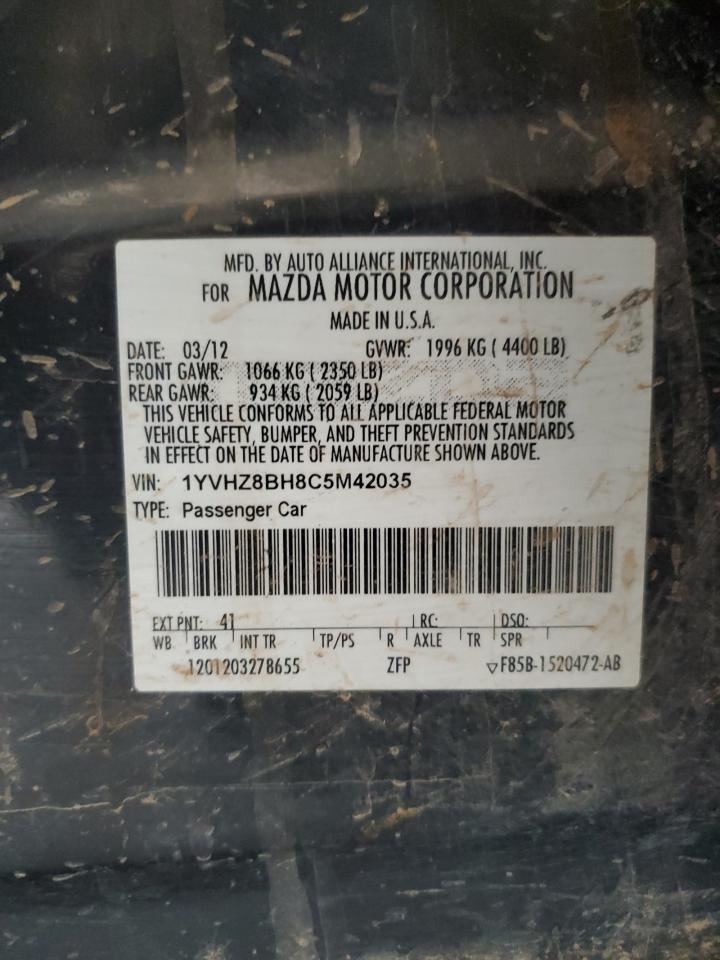 MFD. BY AUTO ALLIANCE INTERNATIONAL, INC.
FOR MAZDA MOTOR CORPORATION
MADE IN U.S.A.
DATE: 03/12 GVWR: 1996 KG ( 4400 LB)
FRONT GAWR: 1066 KG ( 2350 LB)
REAR GAWR: 934 KG ( 2059 LB)
THIS VEHICLE CONFORMS TO ALL APPLICABLE FEDERAL MOTOR
VEHICLE SAFETY, BUMPER, AND THEFT PREVENTION STANDARDS
IN EFFECT ON THE DATE OF MANUFACTURE SHOWN ABOVE.
VIN: 1YVHZ8BH8C5M42035
TYPE: Passenger Car
EXT PNT: 41 RC: DSO:
WB BRK INT TR TP/PS R AXLE TR SPR
1201203278655 ZFP ▽F85B-1520472-AB